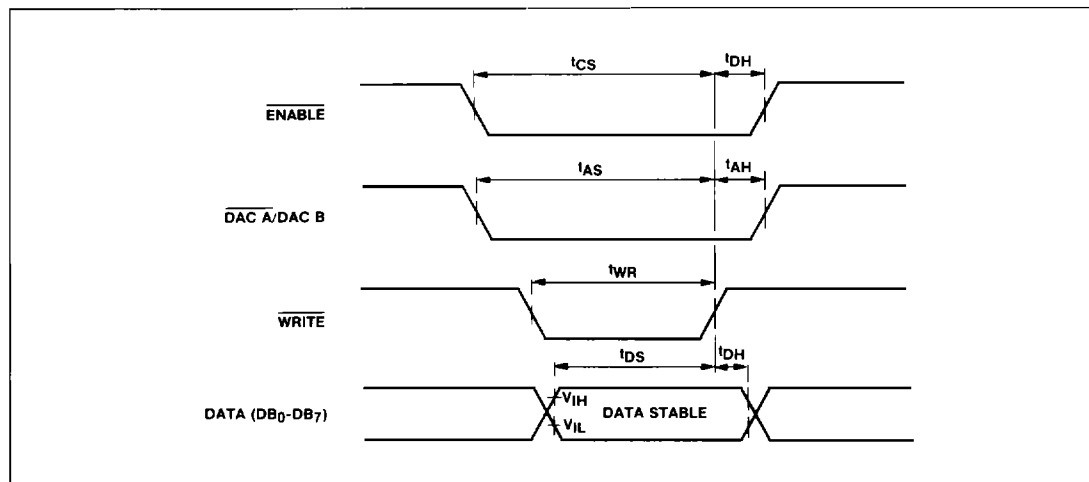 tCS tDH
ENABLE
tAS tAH
DAC A/DAC B
tWR
WRITE
tDS tDH
VIH
DATA (DB0-DB7) DATA STABLE
VIL